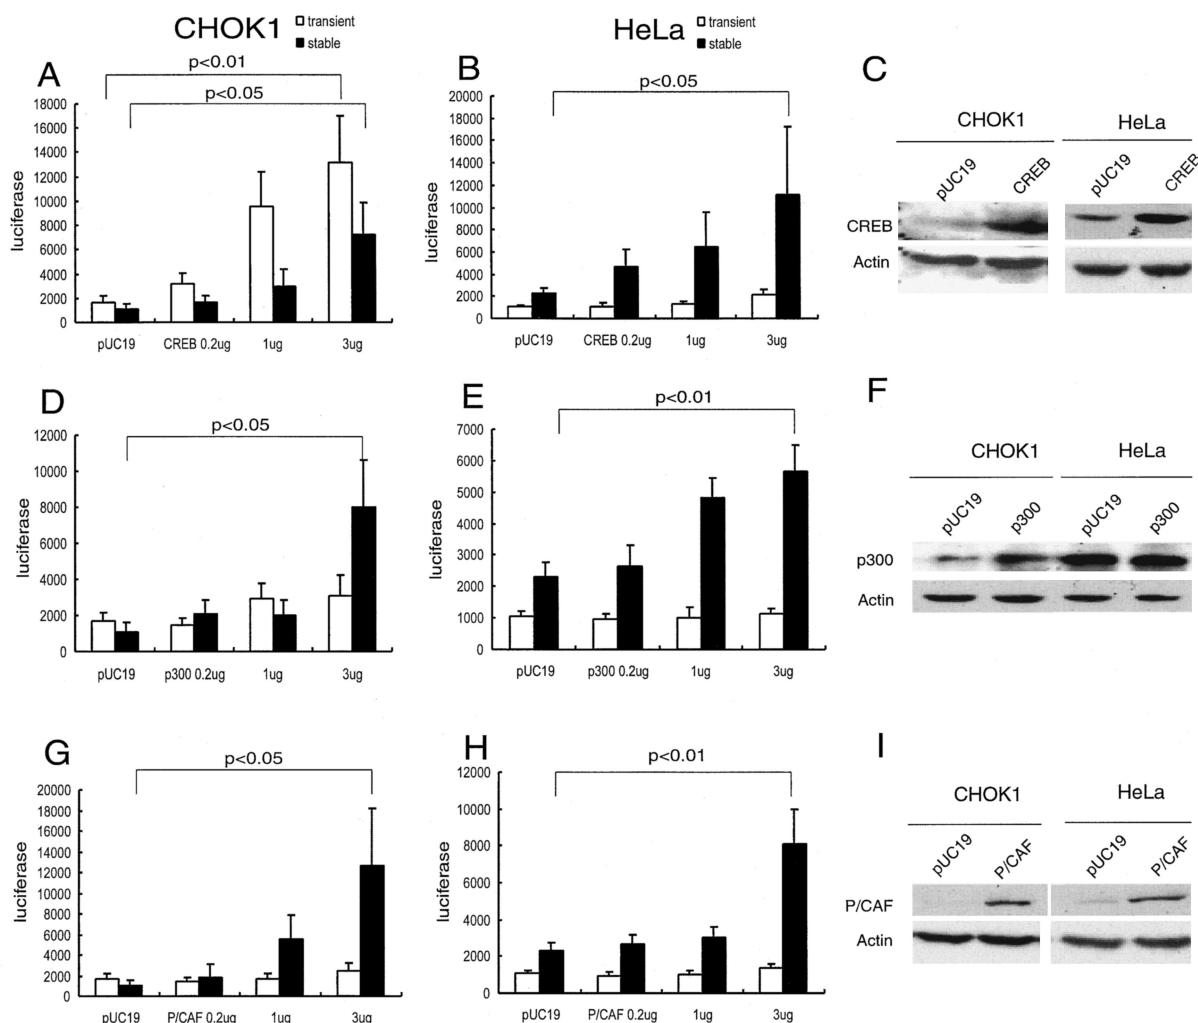 CHOK1
transient
stable
HeLa
transient
stable
A
p<0.01
p<0.05
luciferase
18000
16000
14000
12000
10000
8000
6000
4000
2000
0
pUC19 CREB 0.2ug 1ug 3ug
B
p<0.05
luciferase
20000
18000
16000
14000
12000
10000
8000
6000
4000
2000
0
pUC19 CREB 0.2ug 1ug 3ug
C
CHOK1 HeLa
pUC19 CREB pUC19 CREB
CREB
Actin
D
p<0.05
luciferase
12000
10000
8000
6000
4000
2000
0
pUC19 p300 0.2ug 1ug 3ug
E
p<0.01
luciferase
7000
6000
5000
4000
3000
2000
1000
0
pUC19 p300 0.2ug 1ug 3ug
F
CHOK1 HeLa
pUC19 p300 pUC19 p300
p300
Actin
G
p<0.05
luciferase
20000
18000
16000
14000
12000
10000
8000
6000
4000
2000
0
pUC19 P/CAF 0.2ug 1ug 3ug
H
p<0.01
luciferase
12000
10000
8000
6000
4000
2000
0
pUC19 P/CAF 0.2ug 1ug 3ug
I
CHOK1 HeLa
pUC19 P/CAF pUC19 P/CAF
P/CAF
Actin